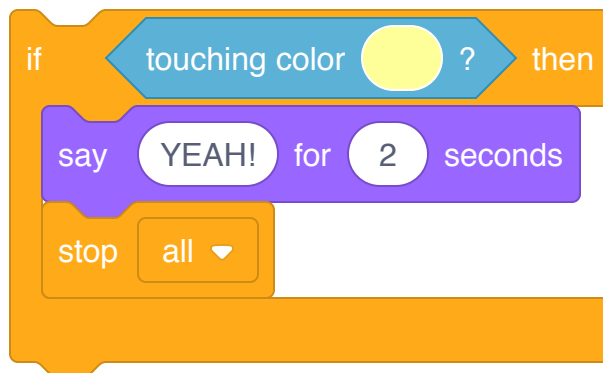 if touching color ? then
say YEAH! for 2 seconds
stop all